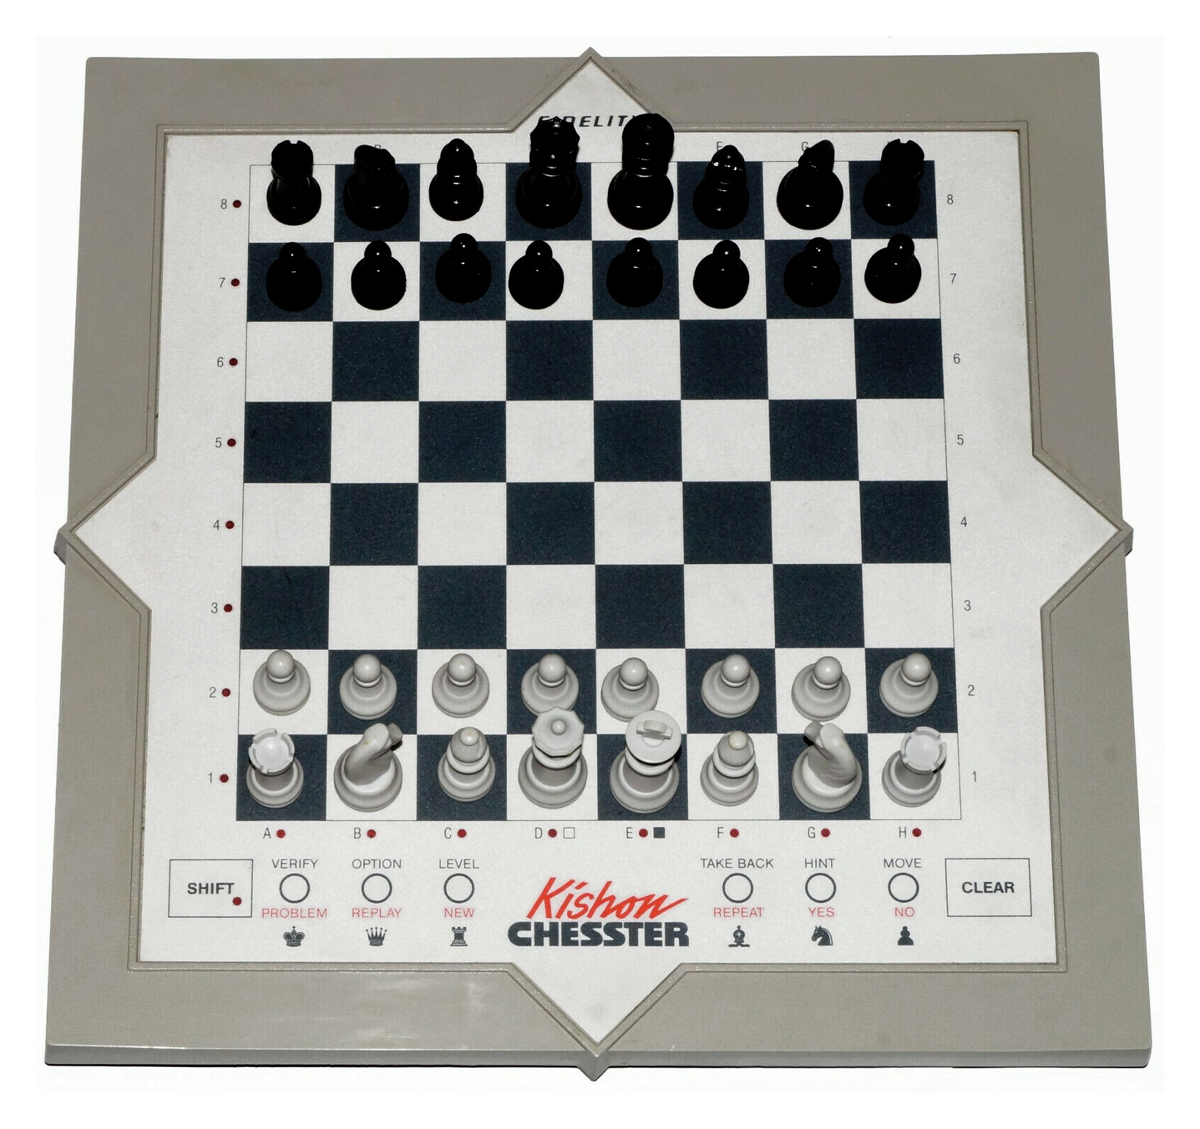 FIDELITY
8 8
7 7
6 6
5 5
4 4
3 3
2 2
1 1
A B C D E F G H
VERIFY OPTION LEVEL TAKE BACK HINT MOVE
SHIFT CLEAR
PROBLEM REPLAY NEW REPEAT YES NO
Kishon
CHESSTER